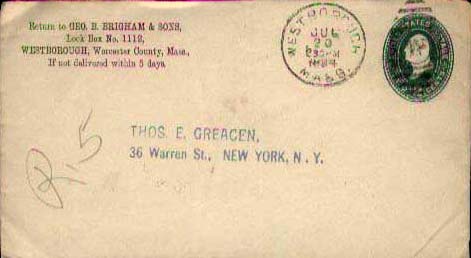 Return to GEO. B. BRIGHAM & SONS,
Lock Box No. 1112,
WESTBOROUGH, Worcester County, Mass.,
If not delivered within 5 days.
WESTBOROUGH
JUL
20
MASS.
THOS. E. GREACEN,
36 Warren St., NEW YORK, N. Y.
R-5